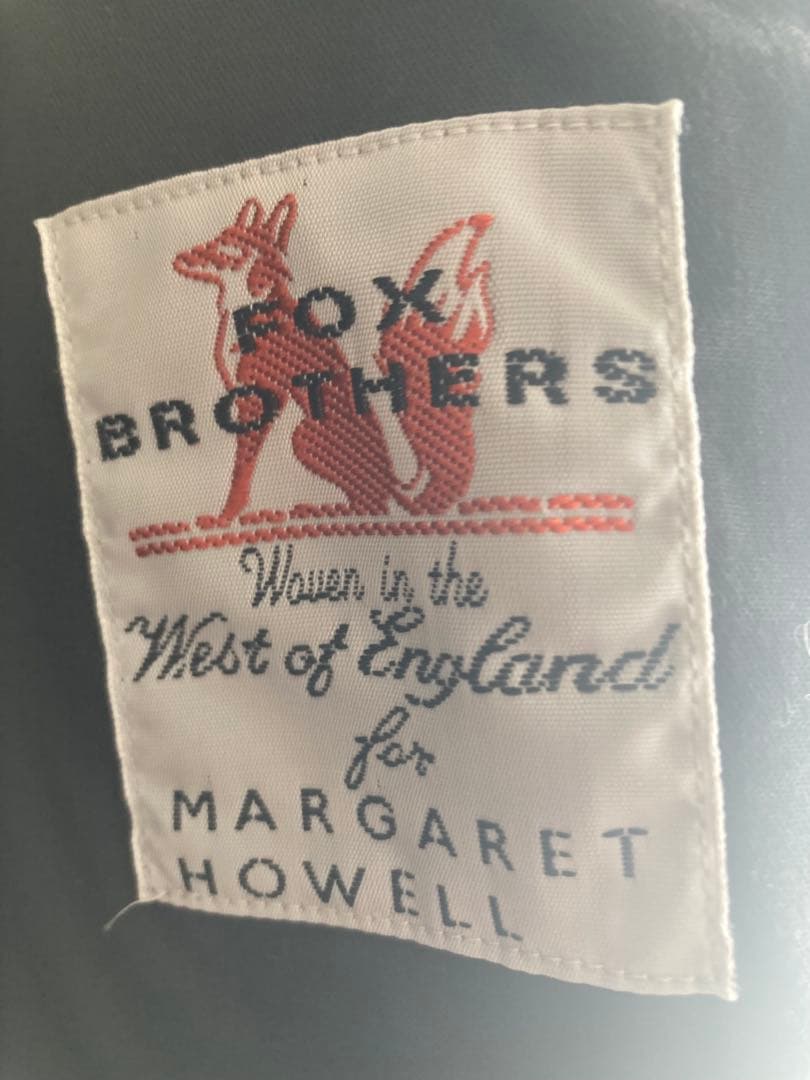 FOX
BROTHERS
Woven in the
West of England
for
MARGARET
HOWELL